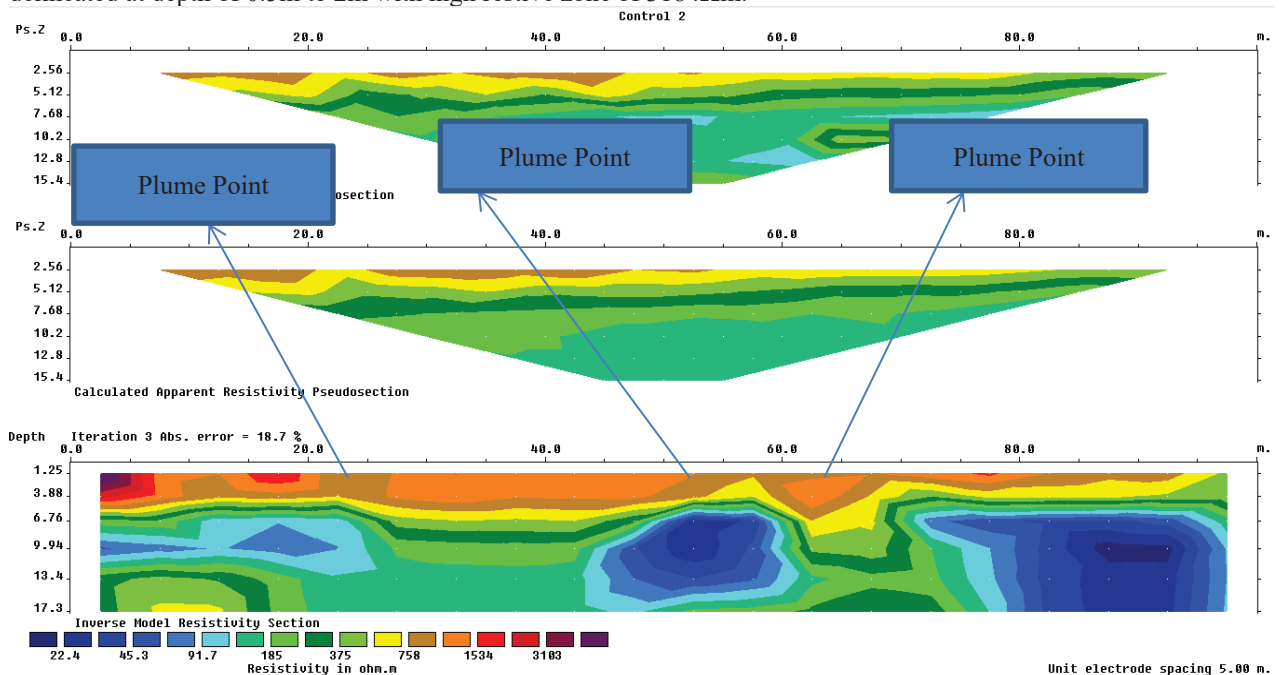 Control 2
Ps.Z 0.0 20.0 40.0 60.0 80.0 m.
2.56
5.12
7.68
10.2
12.8
15.4
Plume Point
Plume Point
Plume Point
Ps.Z 0.0 20.0 40.0 60.0 80.0 m.
2.56
5.12
7.68
10.2
12.8
15.4
Calculated Apparent Resistivity Pseudosection
Depth Iteration 3 Abs. error = 18.7 %
0.0 20.0 40.0 60.0 80.0 m.
1.25
3.88
6.76
9.94
13.4
17.3
Inverse Model Resistivity Section
22.4 45.3 91.7 185 375 758 1534 3103
Resistivity in ohm.m
Unit electrode spacing 5.00 m.